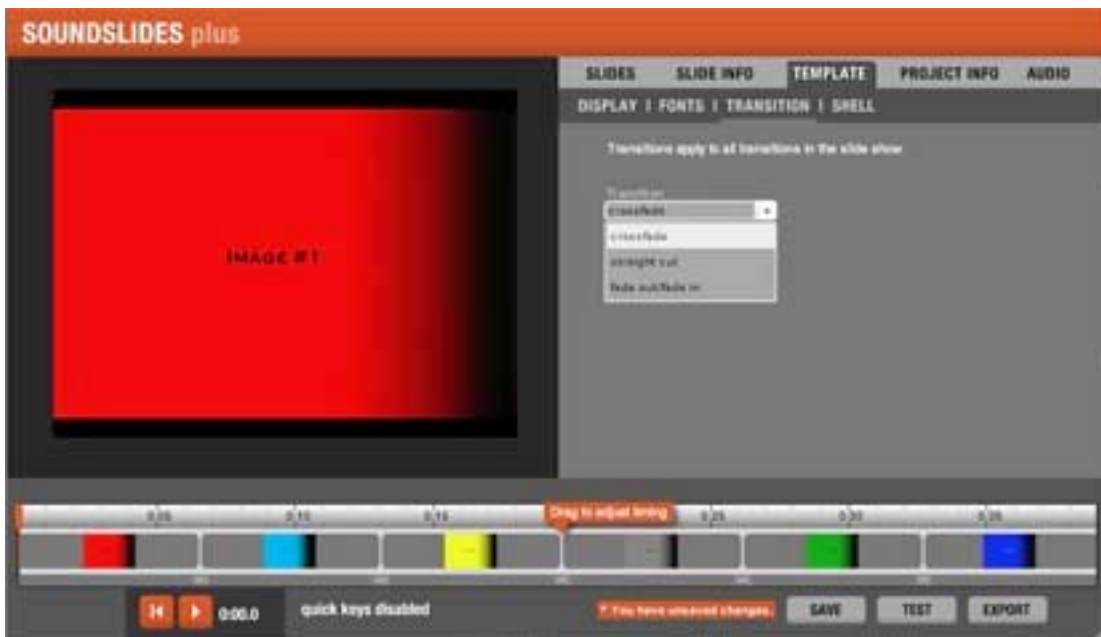 SOUNDSLIDES plus
SLIDES SLIDE INFO TEMPLATE PROJECT INFO AUDIO
DISPLAY | FONTS | TRANSITION | SHELL
Transitions apply to all transitions in the slide show
Transition
crossfade
crossfade
straight cut
fade out/fade in
IMAGE #1
0;05 0;10 0;15 Drag to adjust timing 0;25 0;30 0;35
0:00.0 quick keys disabled * You have unsaved changes. SAVE TEST EXPORT